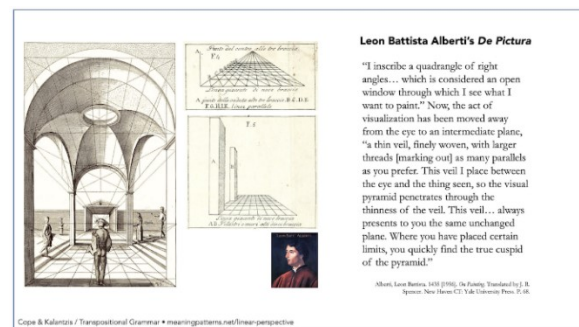 Leon Battista Alberti's De Pictura
"I inscribe a quadrangle of right
angles… which is considered an open
window through which I see what I
want to paint." Now, the act of
visualization has been moved away
from the eye to an intermediate plane,
"a thin veil, finely woven, with larger
threads [marking out] as many parallels
as you prefer. This veil I place between
the eye and the thing seen, so the visual
pyramid penetrates through the
thinness of the veil. This veil… always
presents to you the same unchanged
plane. Where you have placed certain
limits, you quickly find the true cuspid
of the pyramid."
Alberti, Leon Battista. 1435 [1956]. On Painting. Translated by J. R.
Spencer. New Haven CT: Yale University Press. P. 68.
Cope & Kalantzis / Transpositional Grammar • meaningpatterns.net/linear-perspective